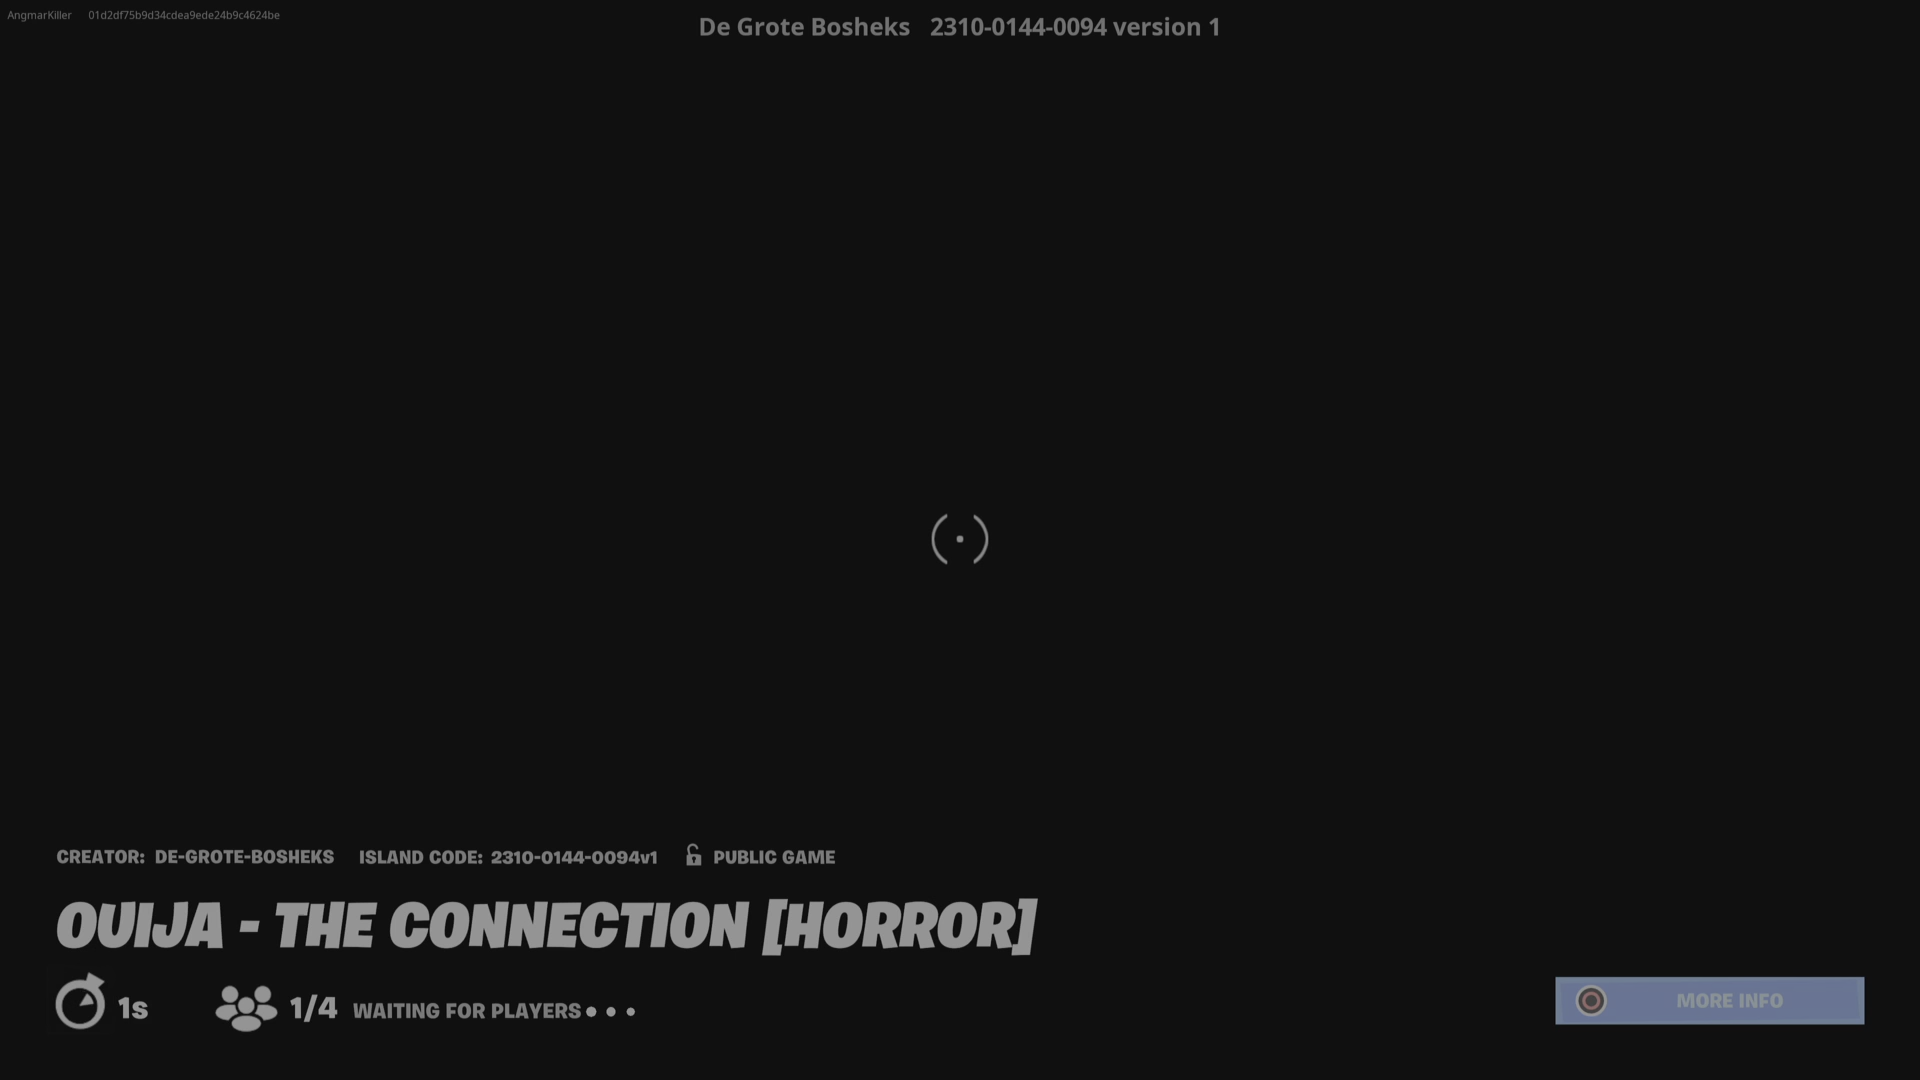 AngmarKiller 01d2df75b9d34cdea9ede24b9c4624be
De Grote Bosheks 2310-0144-0094 version 1
CREATOR: DE-GROTE-BOSHEKS ISLAND CODE: 2310-0144-0094v1 PUBLIC GAME
OUIJA - THE CONNECTION [HORROR]
1s 1/4 WAITING FOR PLAYERS • • •
MORE INFO